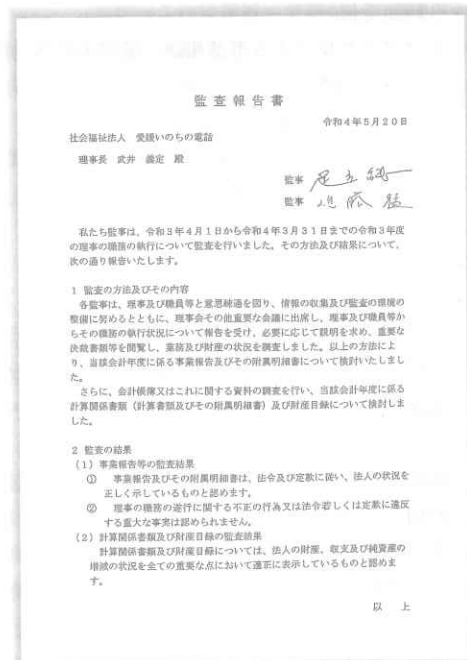 監査報告書
令和4年5月20日
社会福祉法人 愛媛いのちの電話
理事長 武井 義定 殿
監事 足立
監事 近藤 猛
私たち監事は、令和3年4月1日から令和4年3月31日までの令和3年度
の理事の職務の執行について監査を行いました。その方法及び結果について、
次の通り報告いたします。
1 監査の方法及びその内容
各監事は、理事及び職員等と意思疎通を図り、情報の収集及び監査の環境の
整備に努めるとともに、理事会その他重要な会議に出席し、理事及び職員等か
らその職務の執行状況について報告を受け、必要に応じて説明を求め、重要な
決裁書類等を閲覧し、業務及び財産の状況を調査しました。以上の方法によ
り、当該会計年度に係る事業報告及びその附属明細書について検討いたしまし
た。
さらに、会計帳簿又はこれに関する資料の調査を行い、当該会計年度に係る
計算関係書類(計算書類及びその附属明細書)及び財産目録について検討しま
した。
2 監査の結果
(1)事業報告等の監査結果
① 事業報告及びその附属明細書は、法令及び定款に従い、法人の状況を
正しく示しているものと認めます。
② 理事の職務の遂行に関する不正の行為又は法令若しくは定款に違反
する重大な事実は認められません。
(2)計算関係書類及び財産目録の監査結果
計算関係書類及び財産目録については、法人の財産、収支及び純資産の
増減の状況を全ての重要な点において適正に表示しているものと認めま
す。
以 上